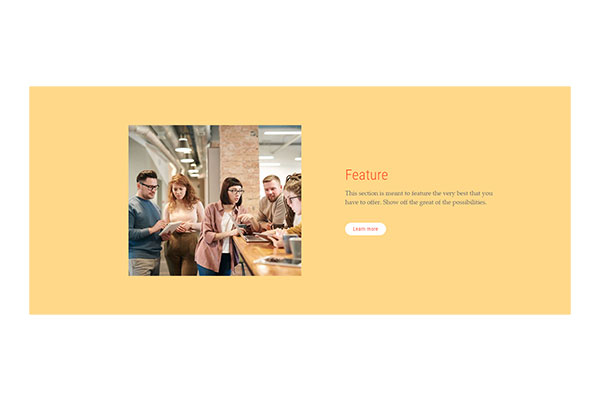 Feature
This section is meant to feature the very best that you
have to offer. Show off the great of the possibilities.
Learn more